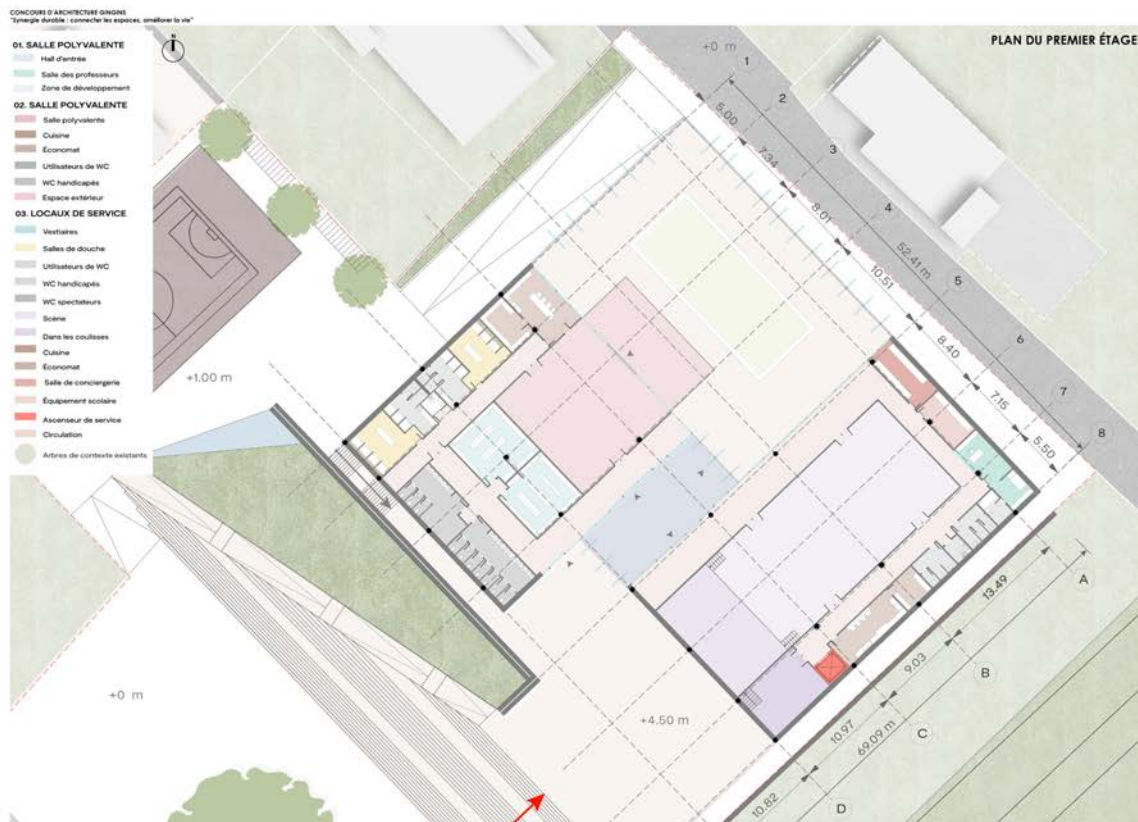 CONCOURS D'ARCHITECTURE GINGINS
"Synergie durable : connecter les espaces, améliorer la vie"
PLAN DU PREMIER ÉTAGE
N
01. SALLE POLYVALENTE
Hall d'entrée
Salle des professeurs
Zone de développement
02. SALLE POLYVALENTE
Salle polyvalente
Cuisine
Économat
Utilisateurs de WC
WC handicapés
Espace extérieur
03. LOCAUX DE SERVICE
Vestiaires
Salles de douche
Utilisateurs de WC
WC handicapés
WC spectateurs
Scène
Dans les coulisses
Cuisine
Économat
Salle de conciergerie
Équipement scolaire
Ascenseur de service
Circulation
Arbres de contexte existants
+0 m
1
2
3
4
5
6
7
8
5.00
7.34
8.01
10.51
52.41 m
8.40
7.15
5.50
+1.00 m
+0 m
+4.50 m
A
B
C
D
13.49
9.03
10.97
69.09 m
10.82